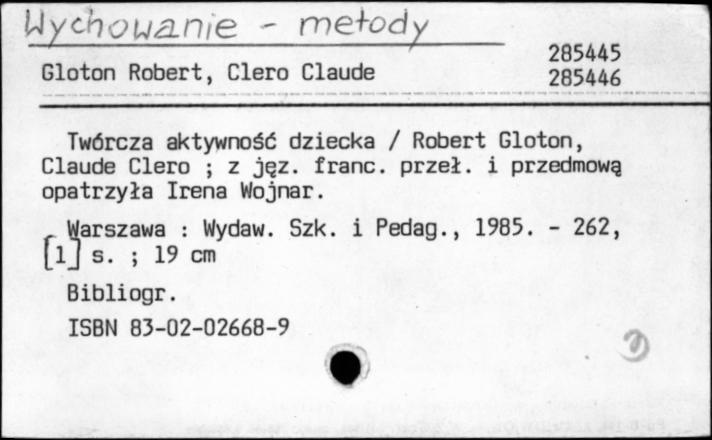 Wychowanie - metody
285445
Gloton Robert, Clero Claude
285446
Twórcza aktywność dziecka / Robert Gloton,
Claude Clero ; z jęz. franc. przeł. i przedmową
opatrzyła Irena Wojnar.
Warszawa : Wydaw. Szk. i Pedag., 1985. - 262,
[1] s. ; 19 cm
Bibliogr.
ISBN 83-02-02668-9